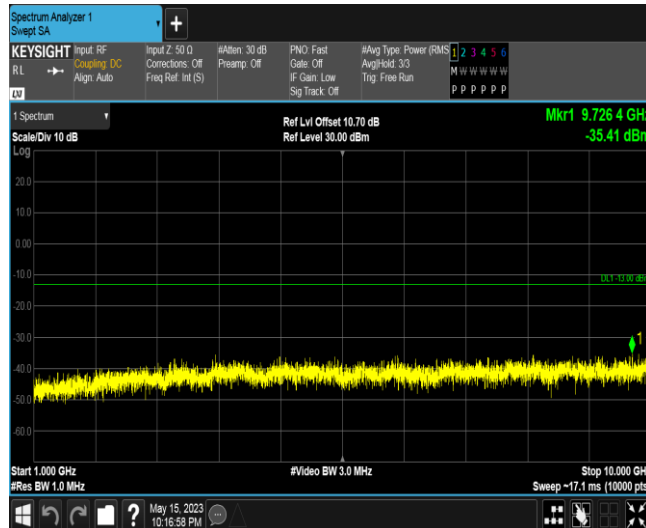 Spectrum Analyzer 1
Swept SA
+
KEYSIGHT
RL
LXI
Input: RF
Coupling: DC
Align: Auto
Input Z: 50 Ω
Corrections: Off
Freq Ref: Int (S)
#Atten: 30 dB
Preamp: Off
PNO: Fast
Gate: Off
IF Gain: Low
Sig Track: Off
#Avg Type: Power (RMS
Avg|Hold: 3/3
Trig: Free Run
1 2 3 4 5 6
M W W W W W
P P P P P P
1 Spectrum
Scale/Div 10 dB
Ref Lvl Offset 10.70 dB
Ref Level 30.00 dBm
Mkr1 9.726 4 GHz
-35.41 dBm
Log
20.0
10.0
0.00
-10.0
DL1 -13.00 dBm
-20.0
-30.0
1
-40.0
-50.0
-60.0
Start 1.000 GHz
#Res BW 1.0 MHz
#Video BW 3.0 MHz
Stop 10.000 GHz
Sweep ~17.1 ms (10000 pts
?
May 15, 2023
10:16:58 PM